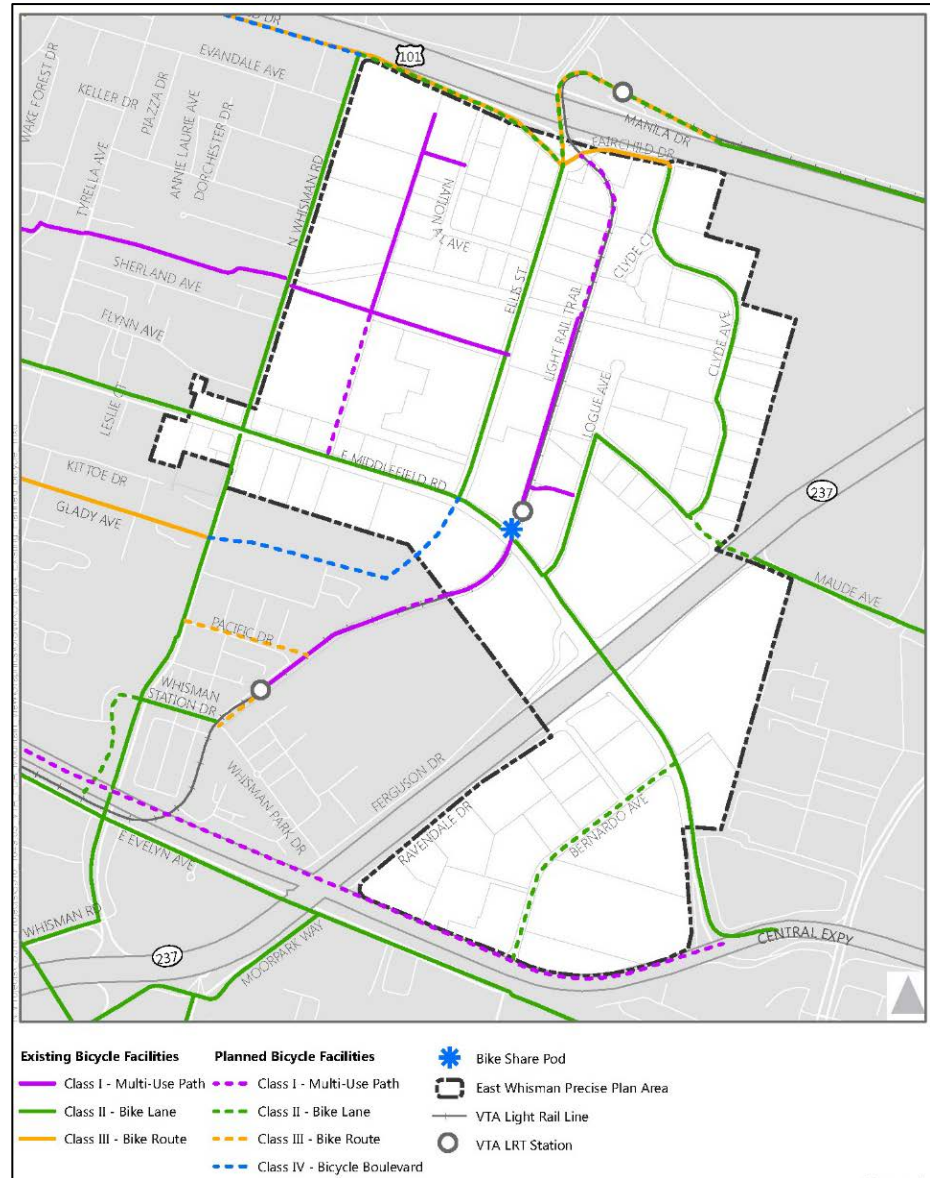 101
EVANDALE AVE
WAKE FOREST DR
KELLER DR
PIAZZA DR
ANNIE LAURIE AVE
DORCHESTER DR
TYRELLA AVE
N WHISMAN RD
MANILA DR
FAIRCHILD DR
NATION
AL AVE
ELLIS ST
CLYDE CT
SHERLAND AVE
FLYNN AVE
LIGHT RAIL TRAIL
CLYDE AVE
LOGUE AVE
LESLIE CT
E MIDDLEFIELD RD
KITTOE DR
GLADY AVE
237
MAUDE AVE
PACIFIC DR
WHISMAN
STATION DR
WHISMAN PARK DR
FERGUSON DR
RAVENDALE DR
BERNARDO AVE
E EVELYN AVE
WHISMAN RD
237
MOORPARK WAY
CENTRAL EXPY
Existing Bicycle Facilities
Class I - Multi-Use Path
Class II - Bike Lane
Class III - Bike Route
Planned Bicycle Facilities
Class I - Multi-Use Path
Class II - Bike Lane
Class III - Bike Route
Class IV - Bicycle Boulevard
Bike Share Pod
East Whisman Precise Plan Area
VTA Light Rail Line
VTA LRT Station